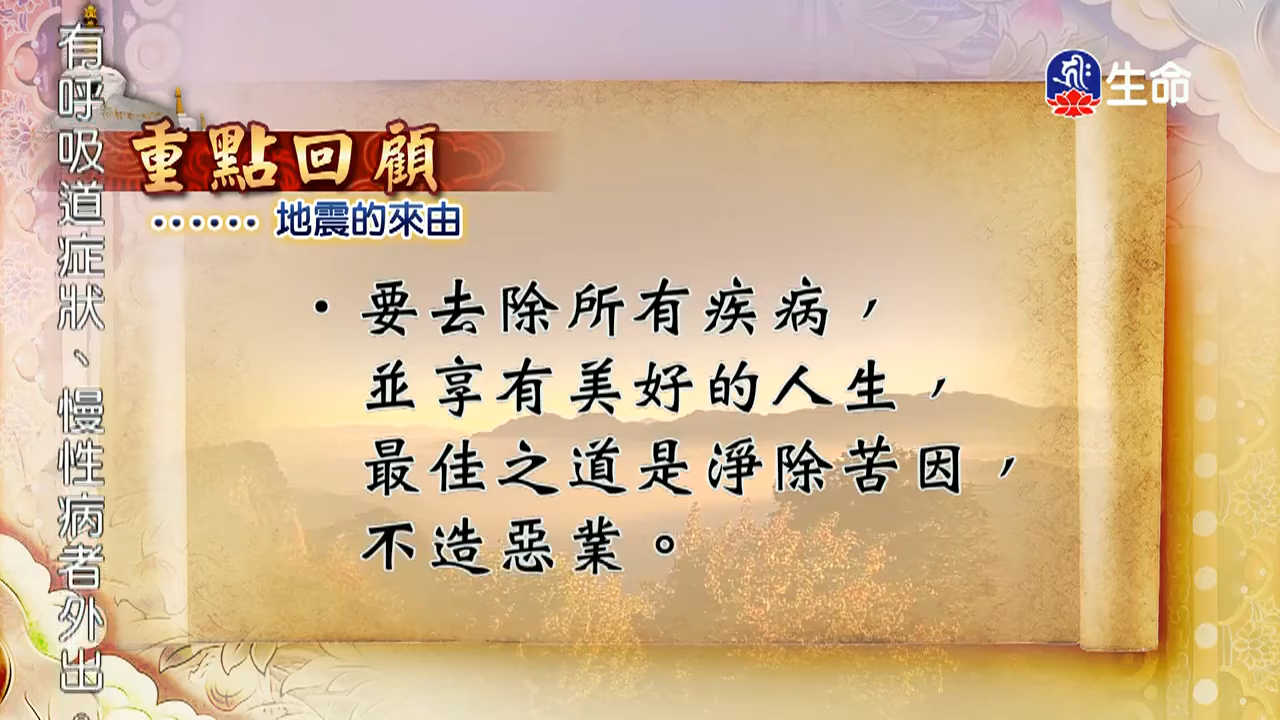 生命
重點回顧
…… 地震的來由
・要去除所有疾病，
並享有美好的人生，
最佳之道是淨除苦因，
不造惡業。
有呼吸道症狀、慢性病者外出。